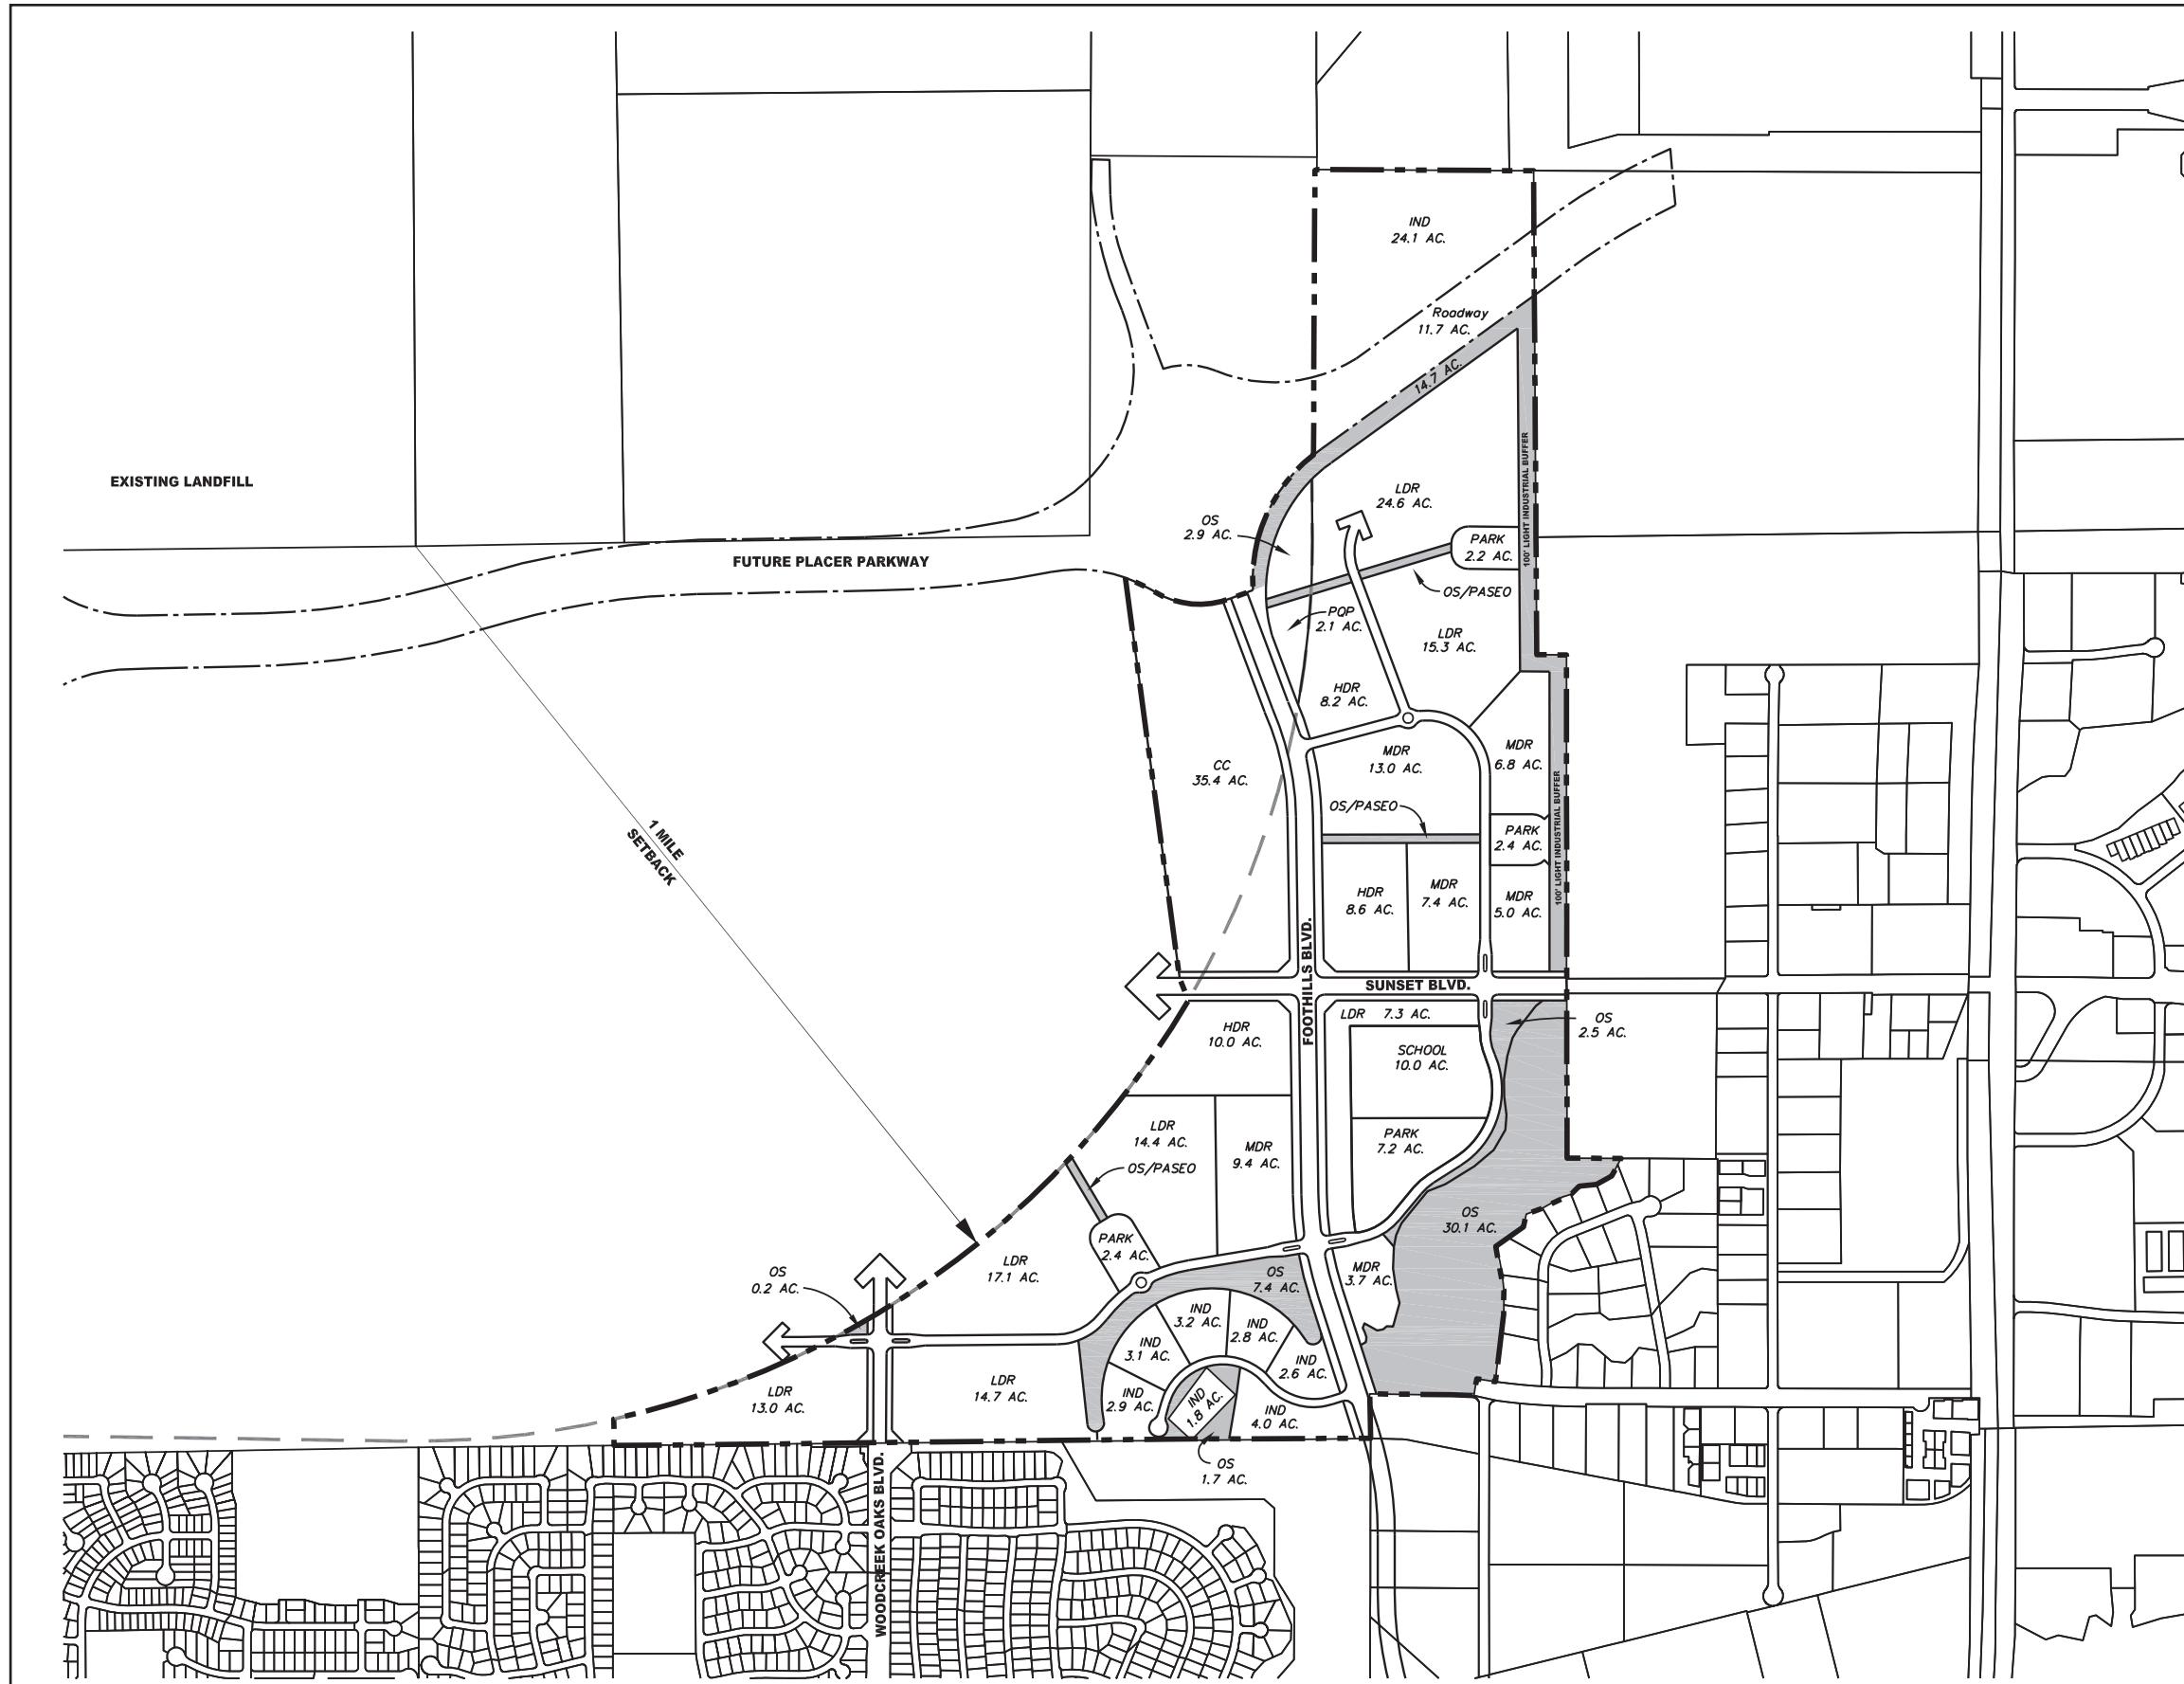 IND
24.1 AC.
Roadway
11.7 AC.
14.7 AC.
100' LIGHT INDUSTRIAL BUFFER
EXISTING LANDFILL
LDR
24.6 AC.
OS
2.9 AC.
PARK
2.2 AC.
FUTURE PLACER PARKWAY
OS/PASEO
PQP
2.1 AC.
LDR
15.3 AC.
HDR
8.2 AC.
MDR
13.0 AC.
MDR
6.8 AC.
CC
35.4 AC.
OS/PASEO
100' LIGHT INDUSTRIAL BUFFER
PARK
2.4 AC.
1 MILE
SETBACK
HDR
8.6 AC.
MDR
7.4 AC.
MDR
5.0 AC.
FOOTHILLS BLVD.
SUNSET BLVD.
LDR 7.3 AC.
OS
2.5 AC.
HDR
10.0 AC.
SCHOOL
10.0 AC.
LDR
14.4 AC.
MDR
9.4 AC.
PARK
7.2 AC.
OS/PASEO
OS
30.1 AC.
PARK
2.4 AC.
LDR
17.1 AC.
OS
0.2 AC.
OS
7.4 AC.
MDR
3.7 AC.
IND
3.2 AC.
IND
2.8 AC.
IND
3.1 AC.
IND
2.6 AC.
LDR
13.0 AC.
LDR
14.7 AC.
IND
2.9 AC.
IND
1.8 AC.
IND
4.0 AC.
OS
1.7 AC.
WOODCREEK OAKS BLVD.